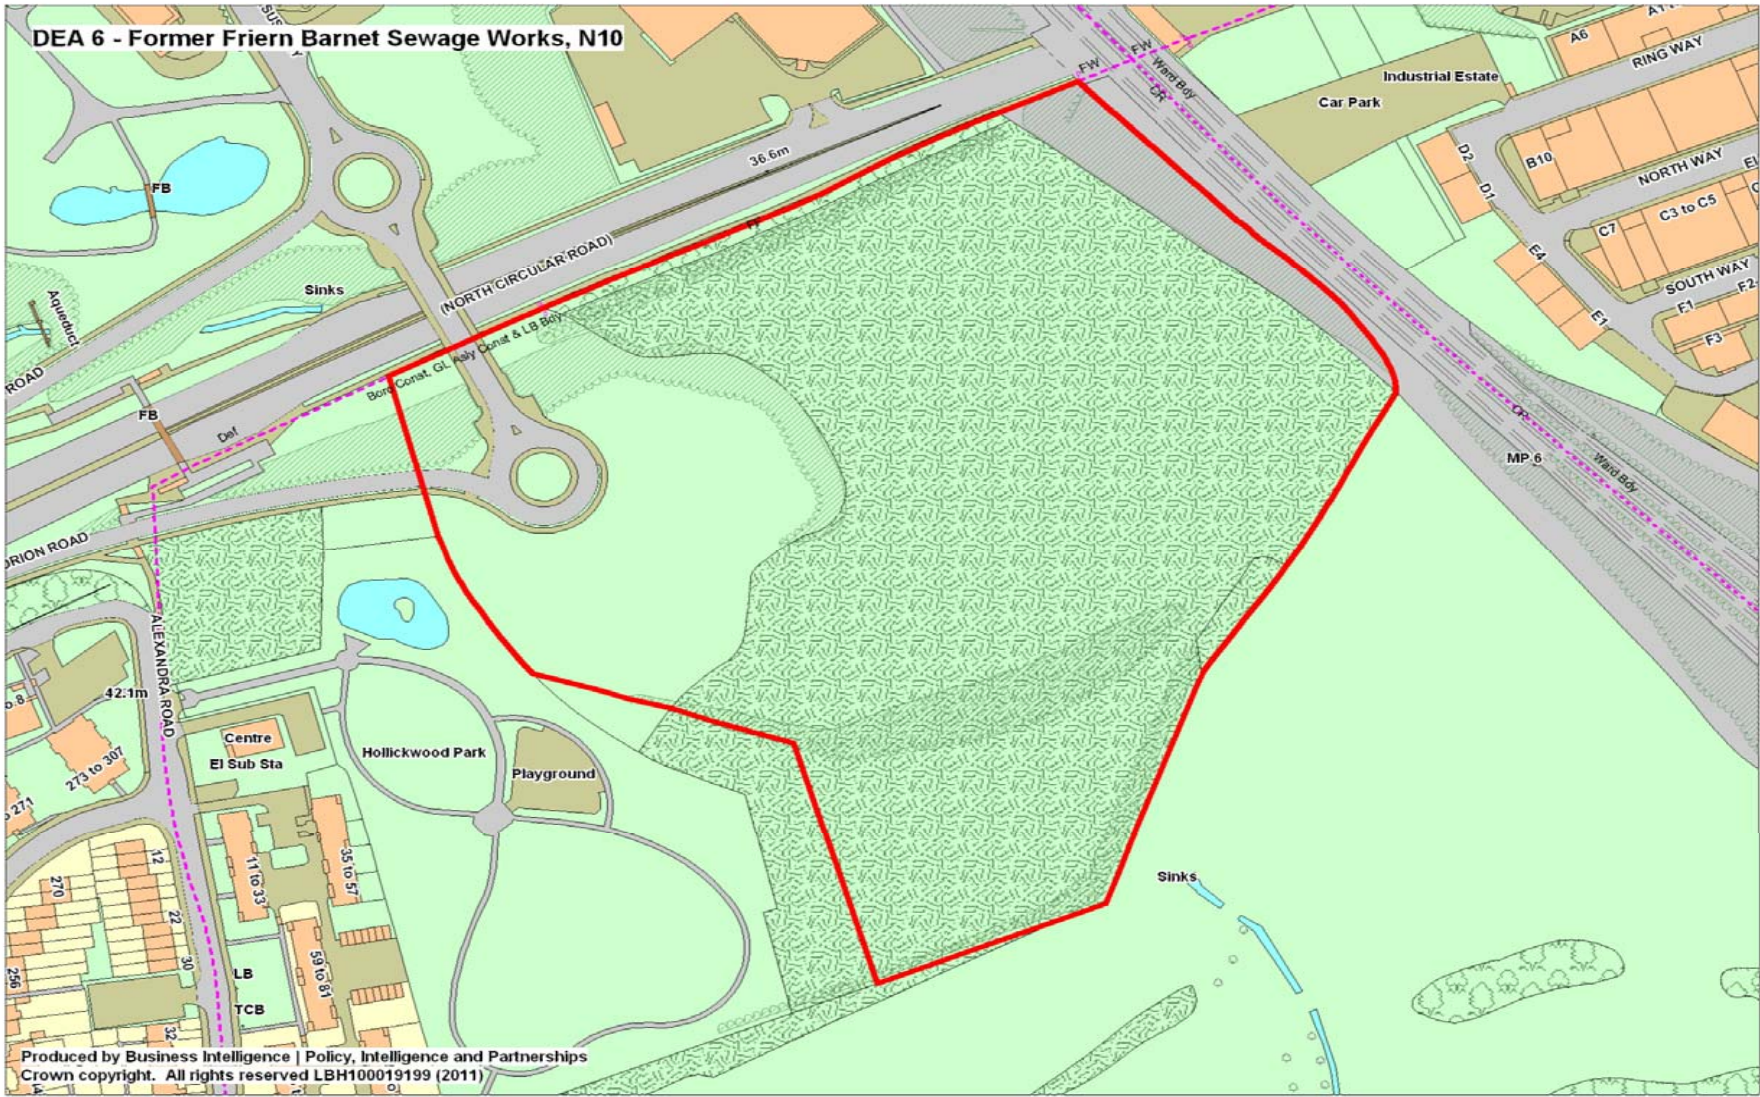 DEA 6 - Former Friern Barnet Sewage Works, N10
FW
FW
Ward Bdy
CR
Industrial Estate
Car Park
A6
RING WAY
D2
D1
B10
NORTH WAY
C3 to C5
C7
E4
SOUTH WAY
F1
F2
F3
E1
36.6m
FB
FP
(NORTH CIRCULAR ROAD)
Sinks
Aqueduct
ROAD
Boro Const, GL Asly Const & LB Bdy
FB
Def
CR
MP 6
Ward Bdy
ORION ROAD
ALEXANDRA ROAD
42.1m
Centre
El Sub Sta
273 to 307
271
Hollickwood Park
Playground
12
270
22
11 to 33
35 to 57
30
256
59 to 81
LB
TCB
32
Sinks
Produced by Business Intelligence | Policy, Intelligence and Partnerships
Crown copyright. All rights reserved LBH100019199 (2011)